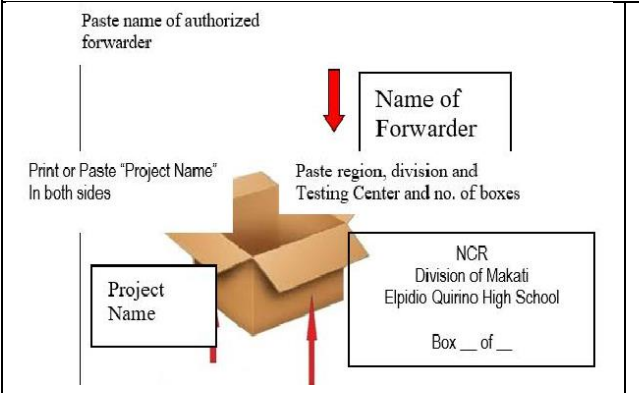 Paste name of authorized
forwarder
Name of
Forwarder
Print or Paste “Project Name”
In both sides
Paste region, division and
Testing Center and no. of boxes
Project
Name
NCR
Division of Makati
Elpidio Quirino High School
Box __ of __